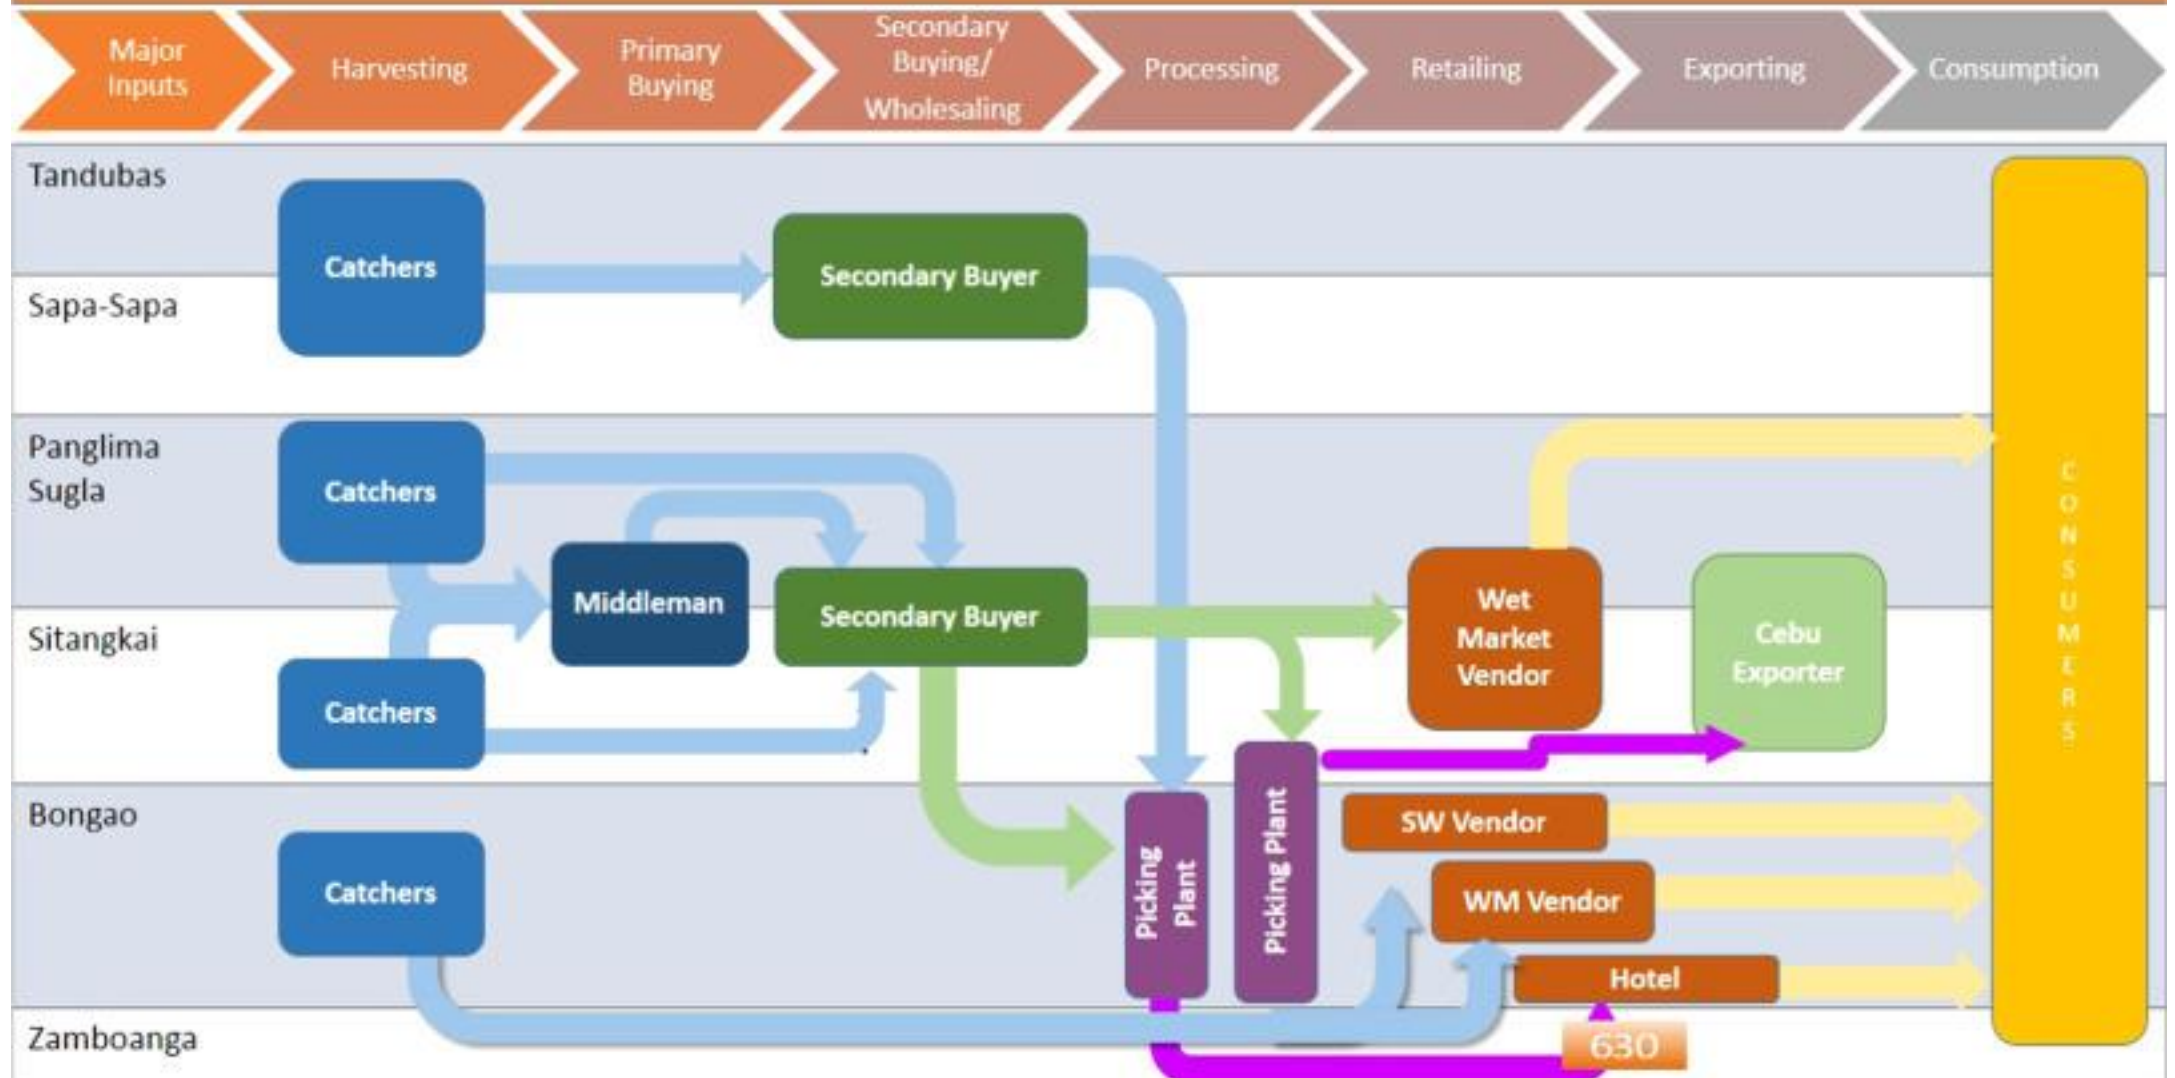 Major
Inputs
Harvesting
Primary
Buying
Secondary
Buying/
Wholesaling
Processing
Retailing
Exporting
Consumption
Tandubas
Catchers
Secondary Buyer
Sapa-Sapa
Panglima
Sugla
Catchers
Middleman
Secondary Buyer
Wet
Market
Vendor
Cebu
Exporter
CONSUMERS
Sitangkai
Catchers
Bongao
Catchers
Picking
Plant
Picking Plant
SW Vendor
WM Vendor
Hotel
Zamboanga
630